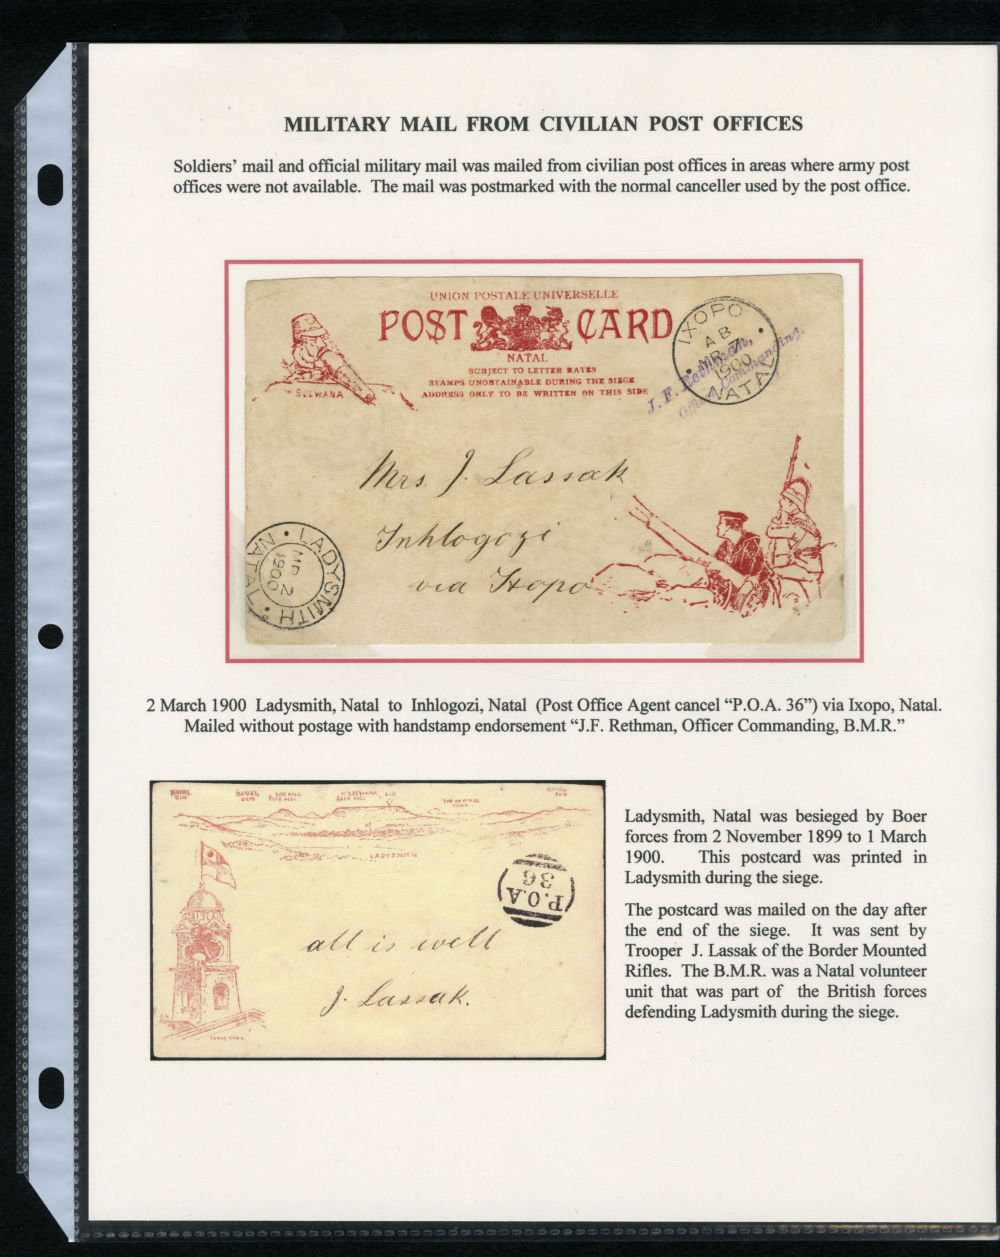 MILITARY MAIL FROM CIVILIAN POST OFFICES
Soldiers' mail and official military mail was mailed from civilian post offices in areas where army post
offices were not available. The mail was postmarked with the normal canceller used by the post office.
UNION POSTALE UNIVERSELLE
POST CARD
NATAL
SUBJECT TO LETTER RATES
STAMPS UNOBTAINABLE DURING THE SIEGE
ADDRESS ONLY TO BE WRITTEN ON THIS SIDE
IXOPO
AB
MR 7
1900
NATAL
J. F. Rethman,
Officer Commanding,
Mrs. J. Lassak
Inhlogozi
via Ixopo
LADYSMITH
MR 2
1900
NATAL
2 March 1900 Ladysmith, Natal to Inhlogozi, Natal (Post Office Agent cancel “P.O.A. 36”) via Ixopo, Natal.
Mailed without postage with handstamp endorsement “J.F. Rethman, Officer Commanding, B.M.R.”
NAVAL
GUN
LADYSMITH
P.O.A
36
all is well
J. Lassak.
TOWN HALL
Ladysmith, Natal was besieged by Boer
forces from 2 November 1899 to 1 March
1900. This postcard was printed in
Ladysmith during the siege.
The postcard was mailed on the day after
the end of the siege. It was sent by
Trooper J. Lassak of the Border Mounted
Rifles. The B.M.R. was a Natal volunteer
unit that was part of the British forces
defending Ladysmith during the siege.